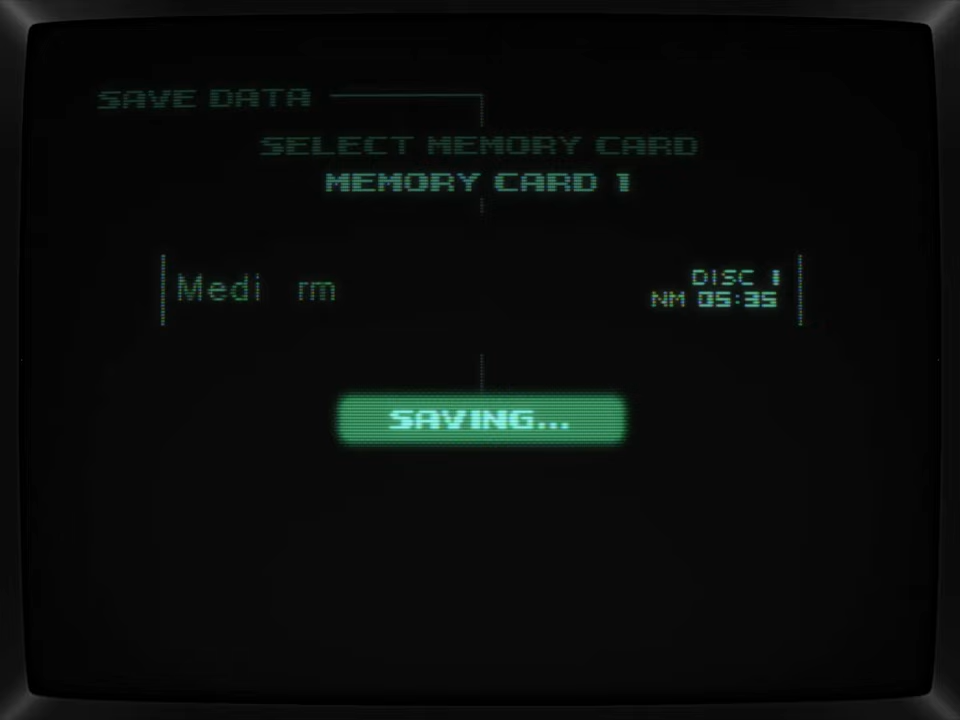 SAVE DATA
SELECT MEMORY CARD
MEMORY CARD 1
Medi rm
DISC 1
NM 05:35
SAVING...